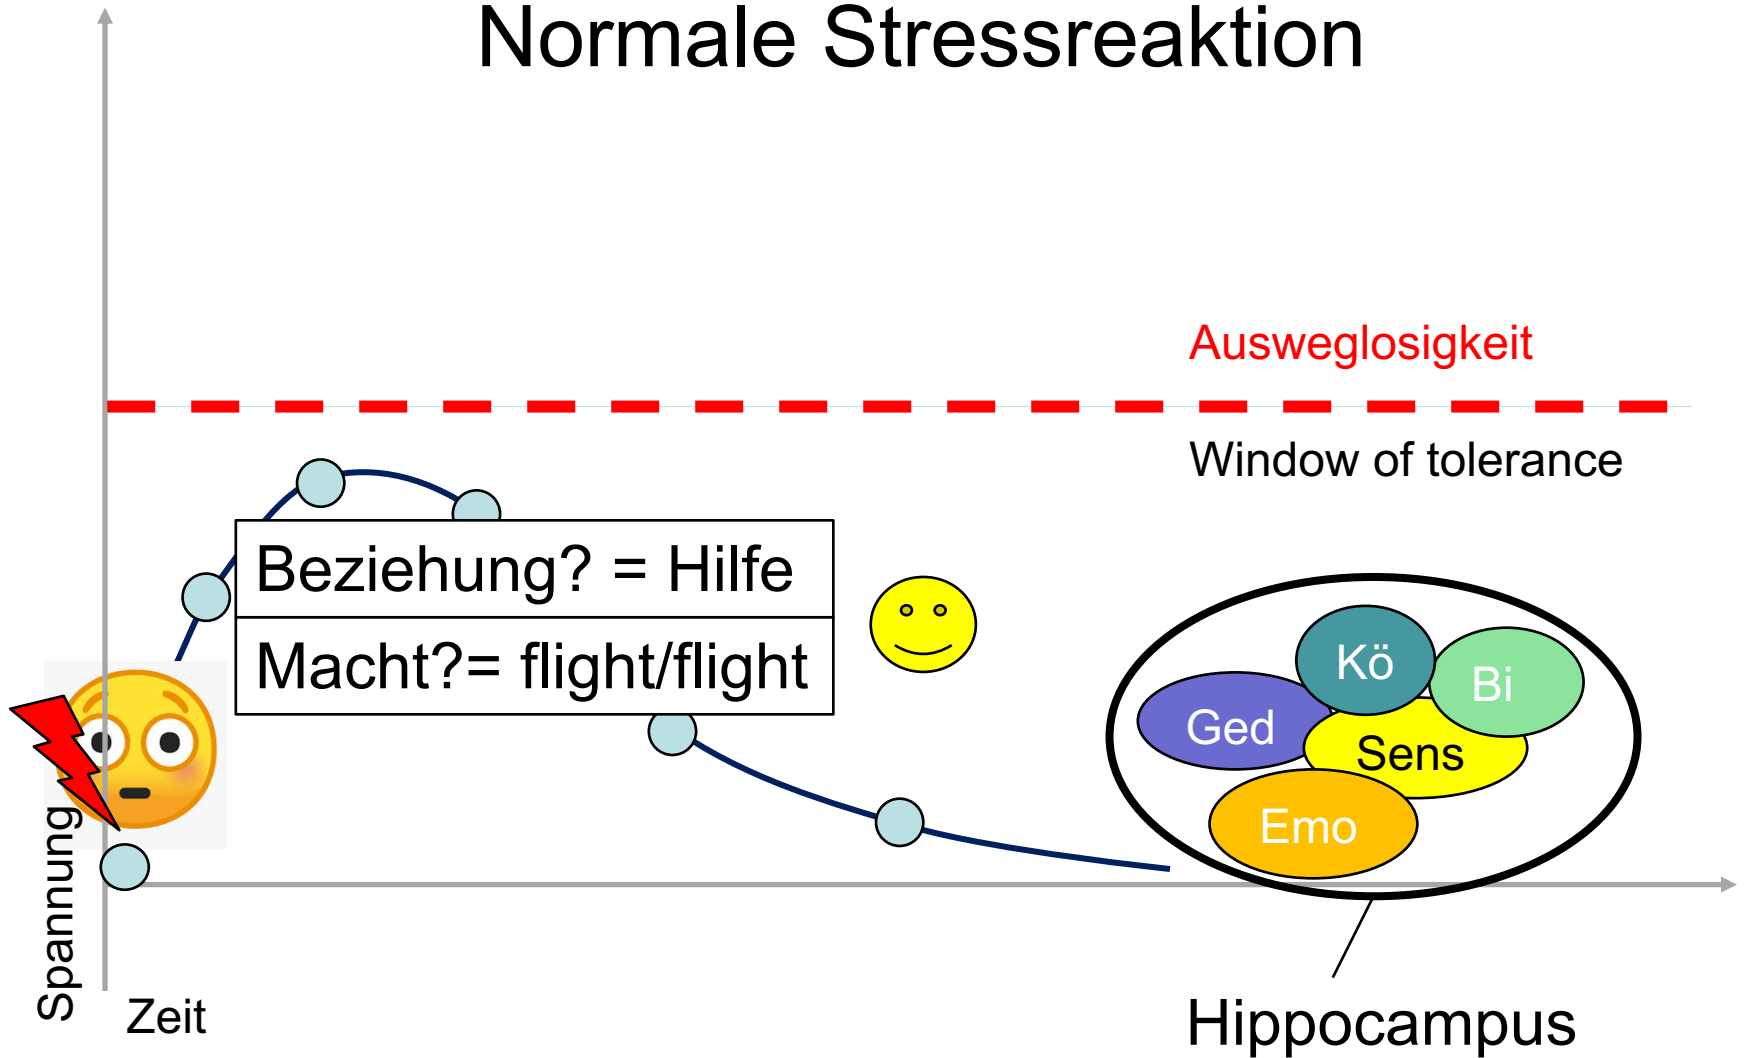 Normale Stressreaktion
Ausweglosigkeit
Window of tolerance
Beziehung? = Hilfe
Macht?= flight/flight
Kö
Bi
Ged
Sens
Emo
Spannung
Zeit
Hippocampus